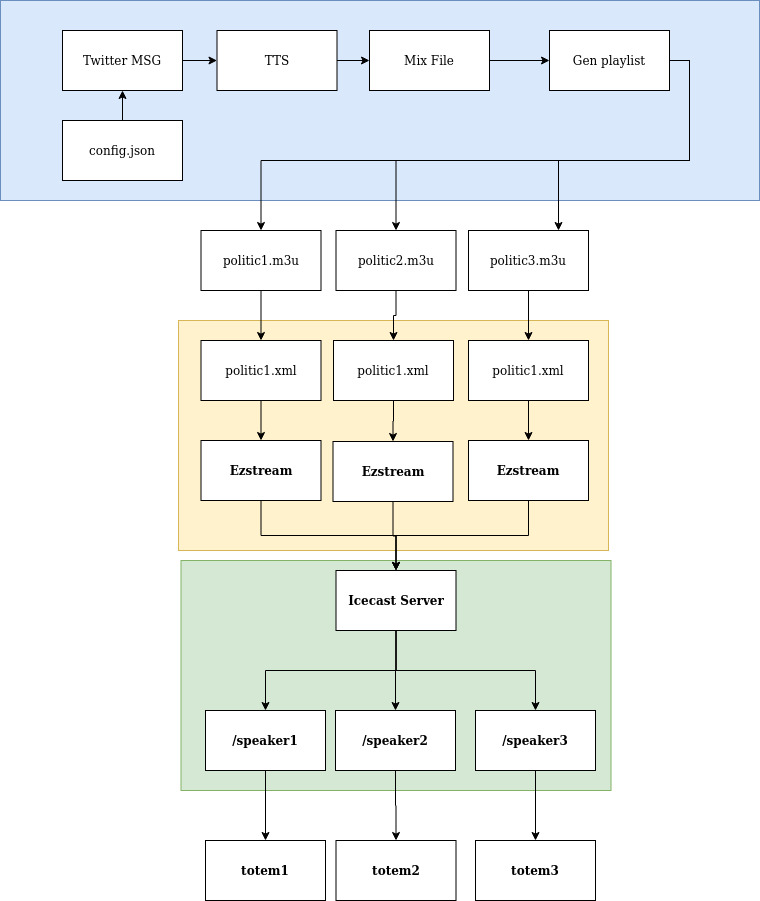 Twitter MSG
TTS
Mix File
Gen playlist
config.json
politic1.m3u
politic2.m3u
politic3.m3u
politic1.xml
politic1.xml
politic1.xml
Ezstream
Ezstream
Ezstream
Icecast Server
/speaker1
/speaker2
/speaker3
totem1
totem2
totem3